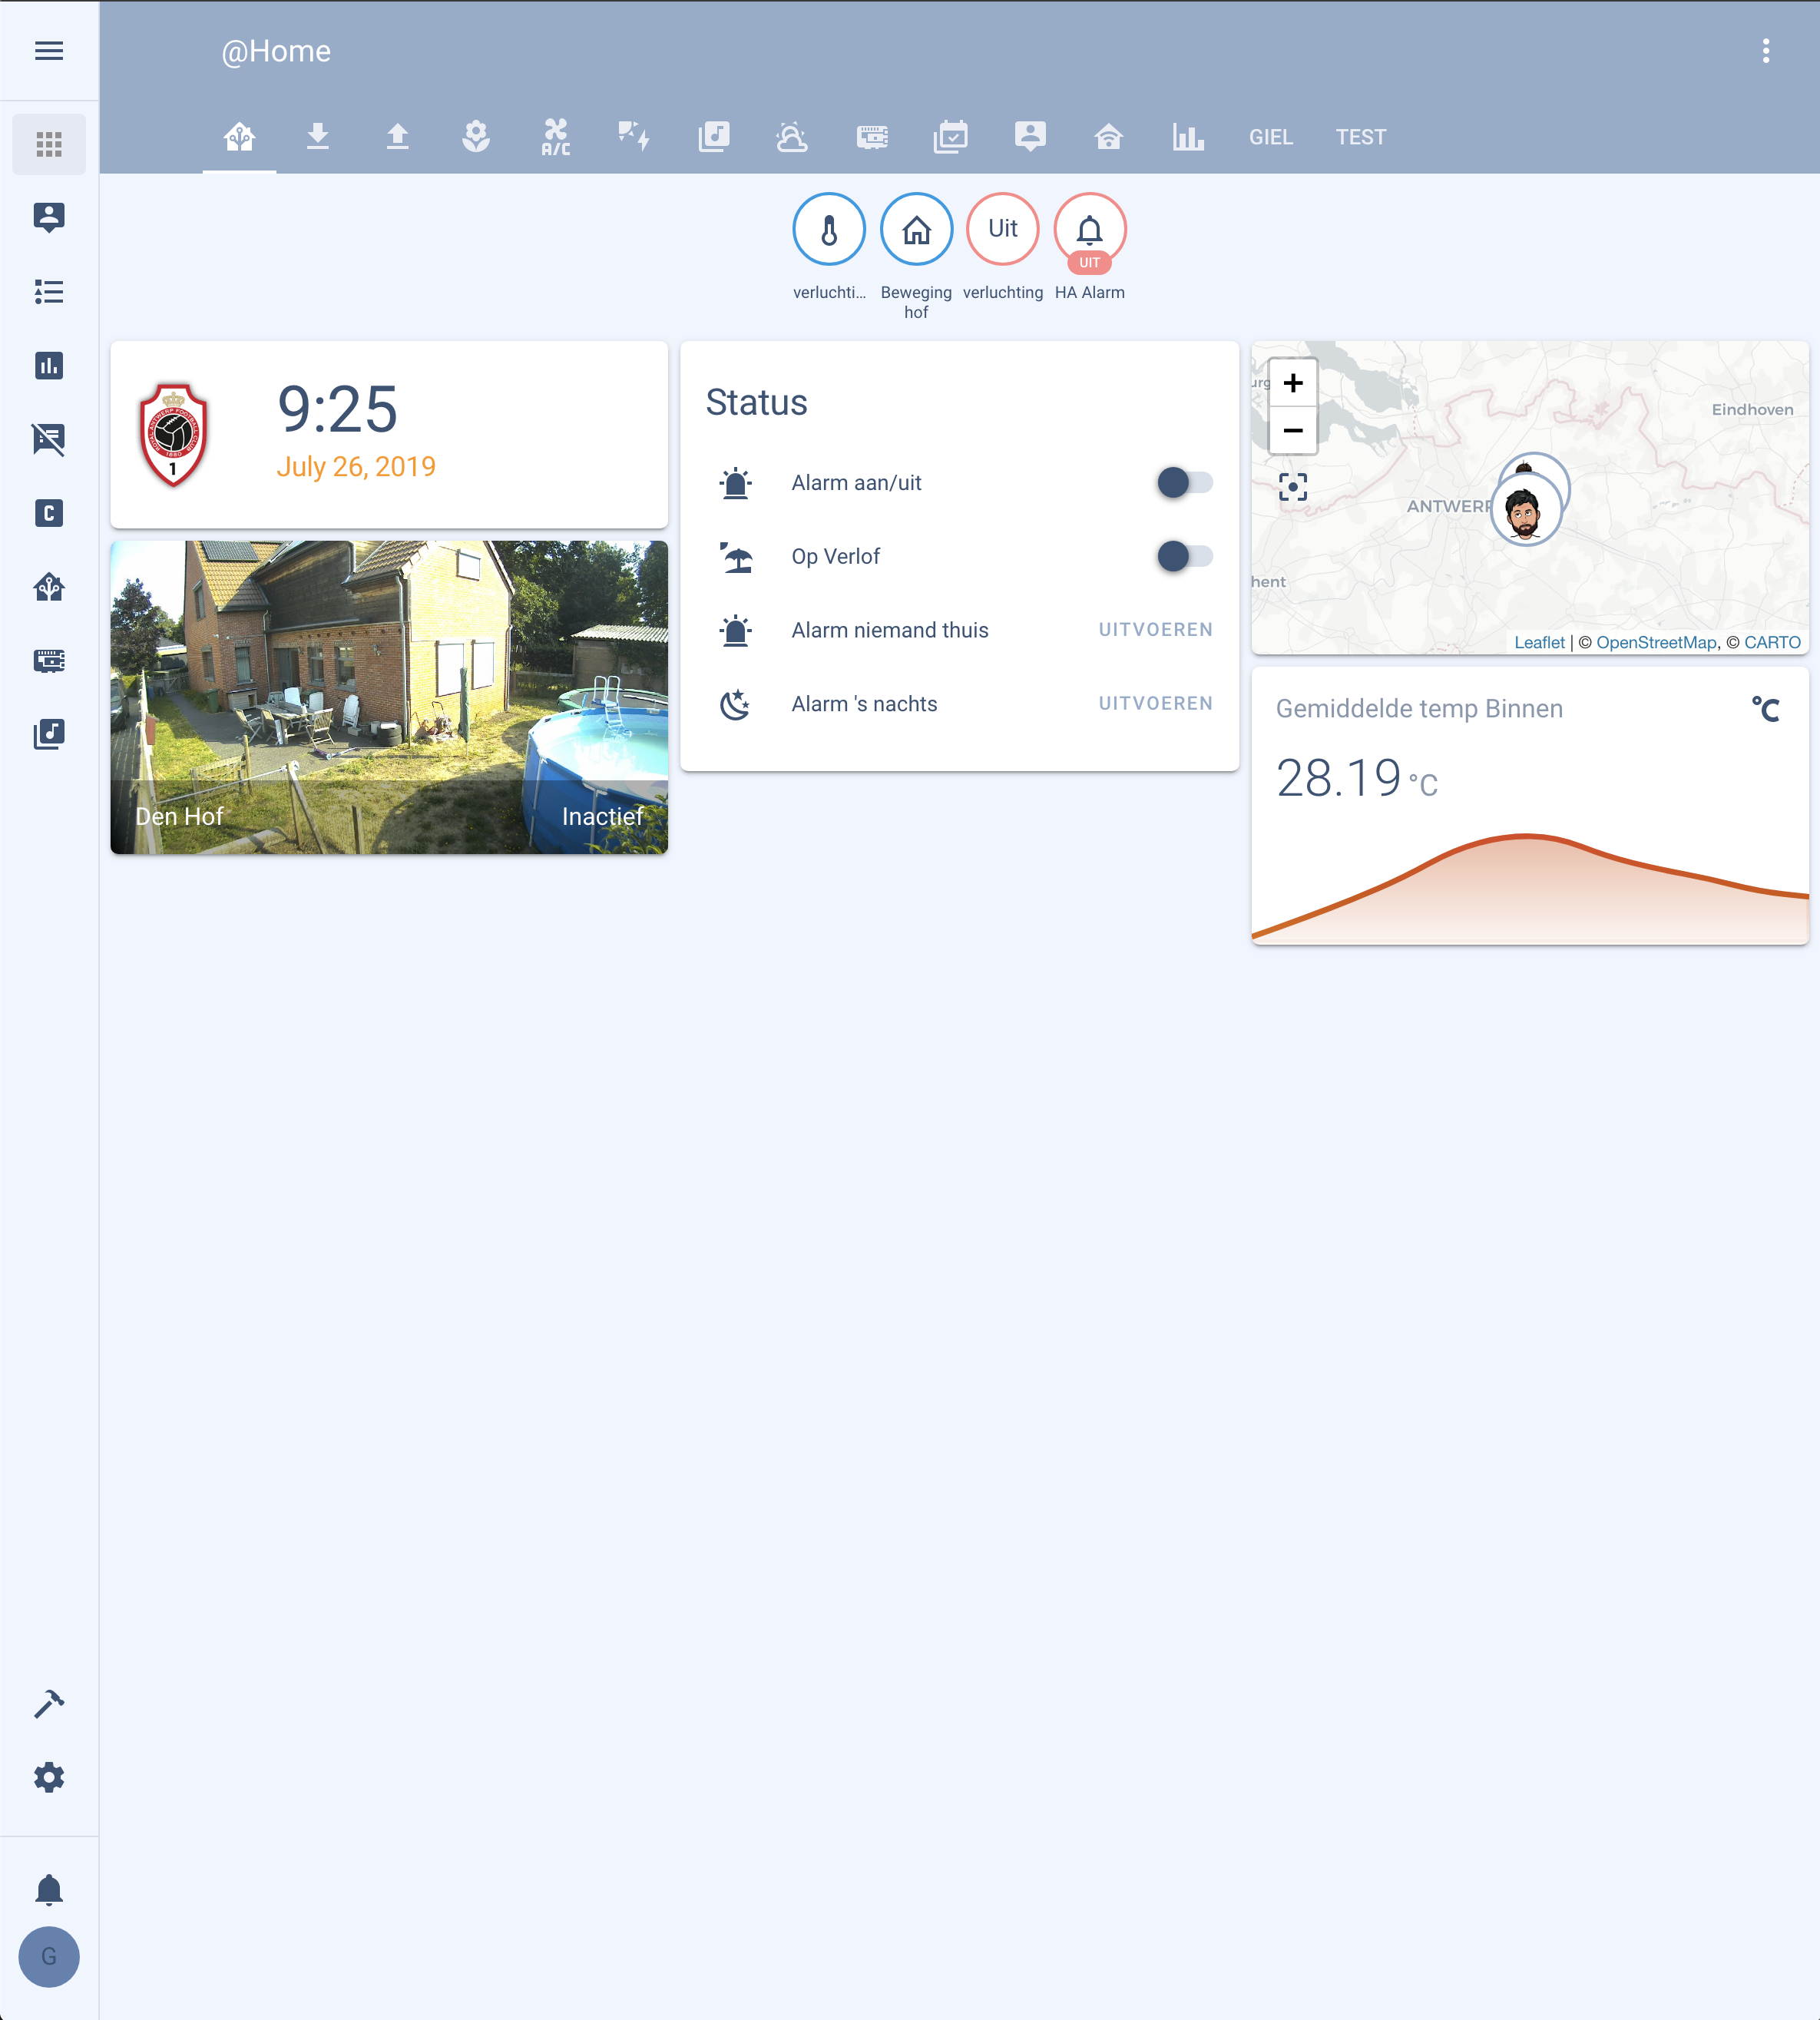 @Home
A/C
GIEL
TEST
Uit
UIT
verluchti...
Beweging
hof
verluchting
HA Alarm
9:25
July 26, 2019
1880
1
Den Hof
Inactief
Status
Alarm aan/uit
Op Verlof
Alarm niemand thuis
UITVOEREN
Alarm 's nachts
UITVOEREN
+
−
Eindhoven
ANTWERP
hent
Leaflet | © OpenStreetMap, © CARTO
Gemiddelde temp Binnen
°C
28.19 °C
C
G